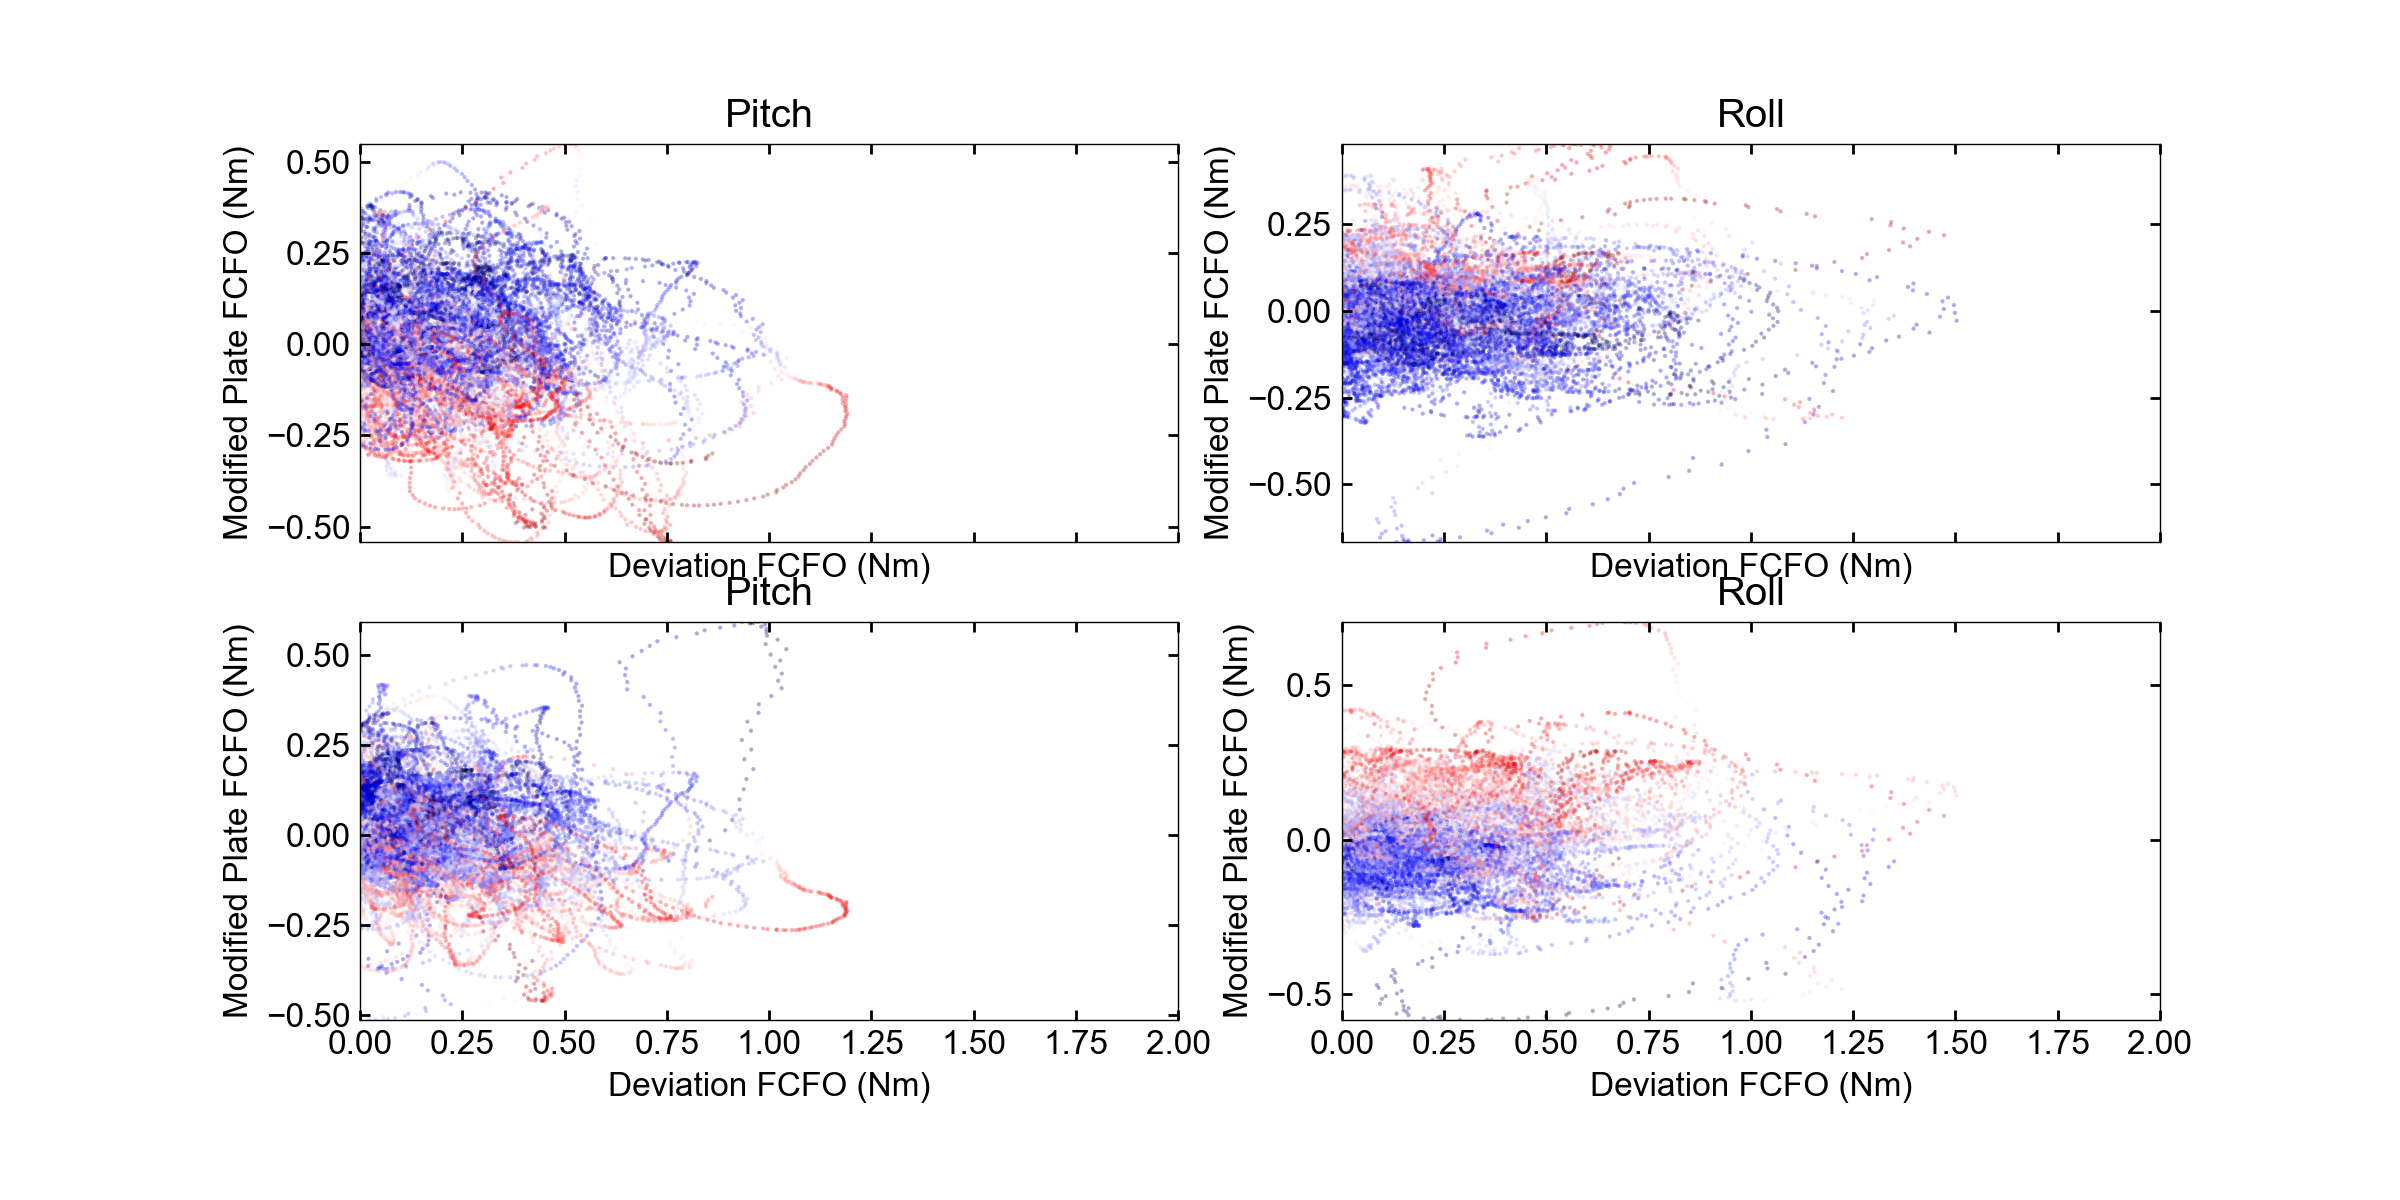 Pitch
Roll
Modified Plate FCFO (Nm)
0.50
0.25
0.00
−0.25
−0.50
Deviation FCFO (Nm)
Modified Plate FCFO (Nm)
0.25
0.00
−0.25
−0.50
Deviation FCFO (Nm)
Pitch
Roll
Modified Plate FCFO (Nm)
0.50
0.25
0.00
−0.25
−0.50
0.00 0.25 0.50 0.75 1.00 1.25 1.50 1.75 2.00
Deviation FCFO (Nm)
Modified Plate FCFO (Nm)
0.5
0.0
−0.5
0.00 0.25 0.50 0.75 1.00 1.25 1.50 1.75 2.00
Deviation FCFO (Nm)